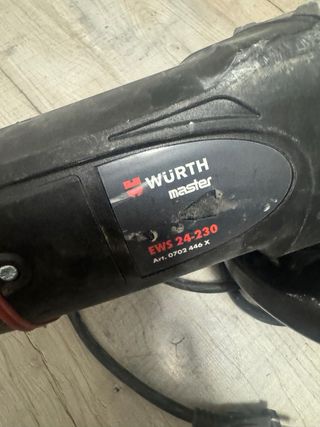 WÜRTH
master
EWS 24-230
Art. 0702 446 X